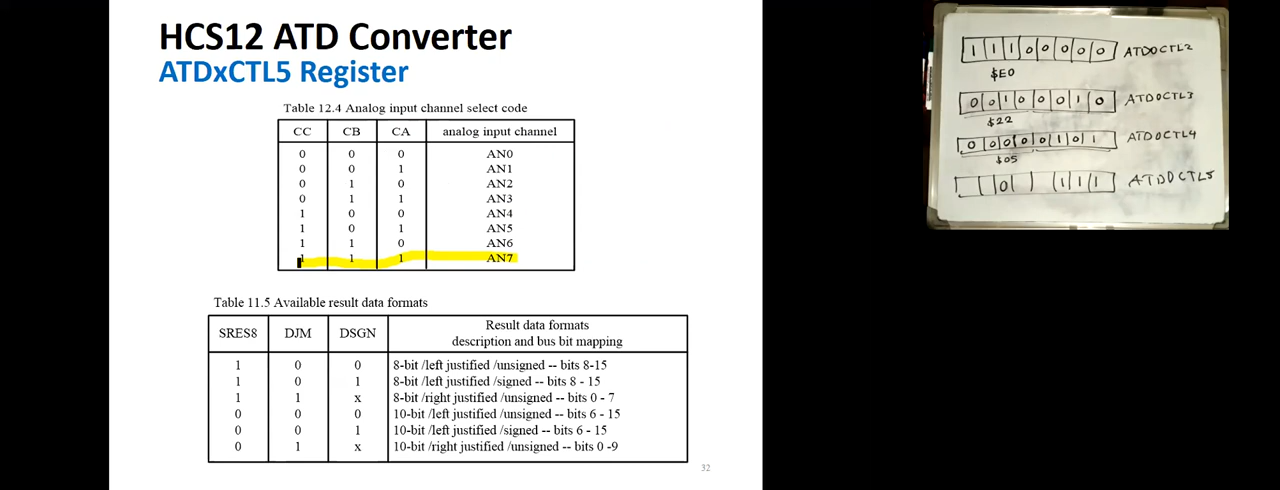 HCS12 ATD Converter
ATDxCTL5 Register
Table 12.4 Analog input channel select code
CC CB CA analog input channel
0 0 0 AN0
0 0 1 AN1
0 1 0 AN2
0 1 1 AN3
1 0 0 AN4
1 0 1 AN5
1 1 0 AN6
1 1 1 AN7
Table 11.5 Available result data formats
SRES8 DJM DSGN Result data formats
description and bus bit mapping
1 0 0 8-bit /left justified /unsigned -- bits 8-15
1 0 1 8-bit /left justified /signed -- bits 8 - 15
1 1 x 8-bit /right justified /unsigned -- bits 0 - 7
0 0 0 10-bit /left justified /unsigned -- bits 6 - 15
0 0 1 10-bit /left justified /signed -- bits 6 - 15
0 1 x 10-bit /right justified /unsigned -- bits 0 -9
32
1 1 1 0 0 0 0 0 ATD0CTL2
$E0
0 0 1 0 0 0 1 0 ATD0CTL3
$22
0 0 0 0 0 1 0 1 ATD0CTL4
$05
0 1 1 1 ATD0CTL5